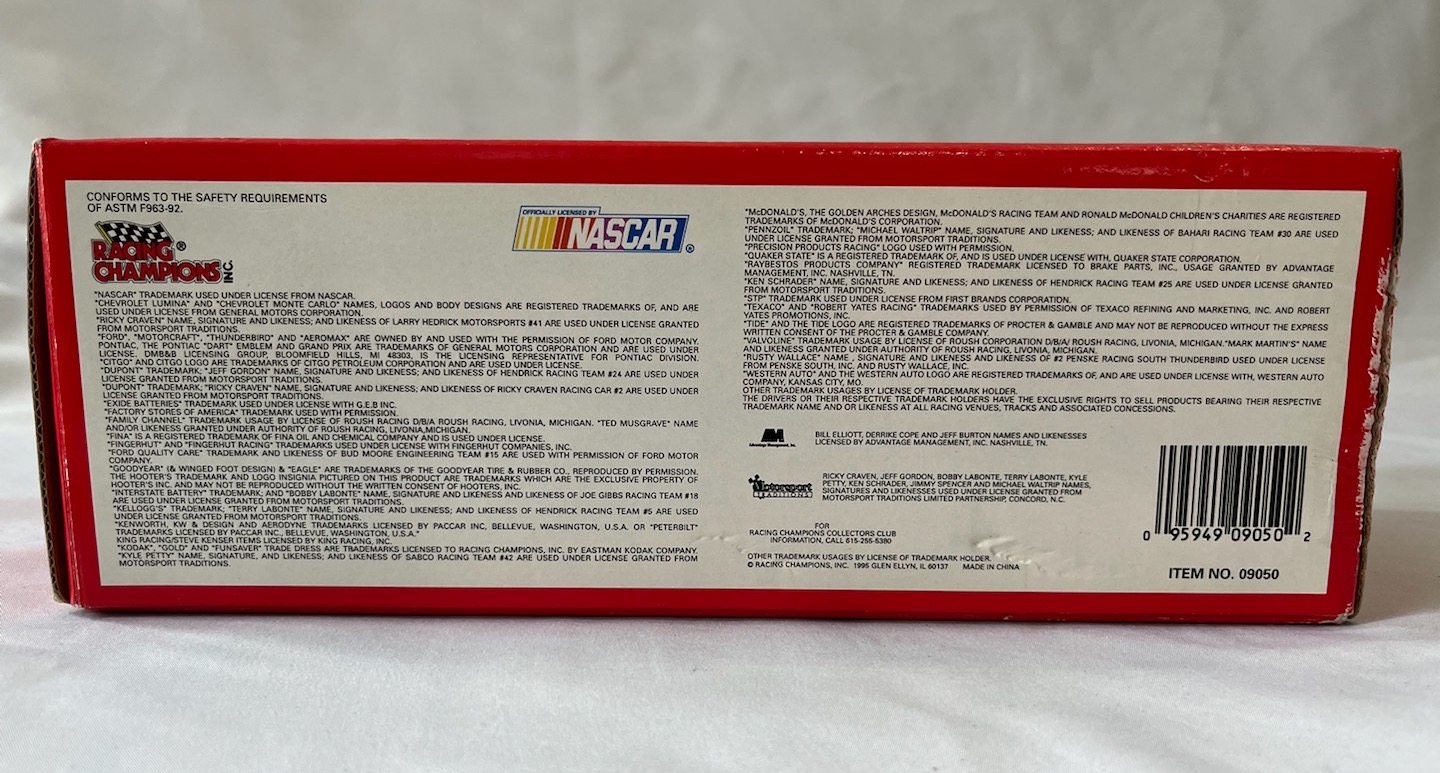 CONFORMS TO THE SAFETY REQUIREMENTS
OF ASTM F963-92.
RACING ®
CHAMPIONS INC.
OFFICIALLY LICENSED BY
NASCAR ®
"NASCAR" TRADEMARK USED UNDER LICENSE FROM NASCAR.
"CHEVROLET LUMINA" AND "CHEVROLET MONTE CARLO" NAMES, LOGOS AND BODY DESIGNS ARE REGISTERED TRADEMARKS OF, AND ARE
USED UNDER LICENSE FROM GENERAL MOTORS CORPORATION.
"RICKY CRAVEN" NAME, SIGNATURE AND LIKENESS; AND LIKENESS OF LARRY HEDRICK MOTORSPORTS #41 ARE USED UNDER LICENSE GRANTED
FROM MOTORSPORT TRADITIONS.
"FORD", "MOTORCRAFT", "THUNDERBIRD" AND "AEROMAX" ARE OWNED BY AND USED WITH THE PERMISSION OF FORD MOTOR COMPANY.
PONTIAC, THE PONTIAC "DART" EMBLEM AND GRAND PRIX ARE TRADEMARKS OF GENERAL MOTORS CORPORATION AND ARE USED UNDER
LICENSE. DMB&B LICENSING GROUP, BLOOMFIELD HILLS, MI 48303, IS THE LICENSING REPRESENTATIVE FOR PONTIAC DIVISION.
"CITGO" AND CITGO LOGO ARE TRADEMARKS OF CITGO PETROLEUM CORPORATION AND ARE USED UNDER LICENSE.
"DUPONT" TRADEMARK; "JEFF GORDON" NAME, SIGNATURE AND LIKENESS; AND LIKENESS OF HENDRICK RACING TEAM #24 ARE USED UNDER
LICENSE GRANTED FROM MOTORSPORT TRADITIONS.
"DUPONT" TRADEMARK; "RICKY CRAVEN" NAME, SIGNATURE AND LIKENESS; AND LIKENESS OF RICKY CRAVEN RACING CAR #2 ARE USED UNDER
LICENSE GRANTED FROM MOTORSPORT TRADITIONS.
"EXIDE BATTERIES" TRADEMARK USED UNDER LICENSE WITH G.E.B INC.
"FACTORY STORES OF AMERICA" TRADEMARK USED WITH PERMISSION.
"FAMILY CHANNEL" TRADEMARK USAGE BY LICENSE OF ROUSH RACING D/B/A ROUSH RACING, LIVONIA, MICHIGAN. "TED MUSGRAVE" NAME
AND/OR LIKENESS GRANTED UNDER AUTHORITY OF ROUSH RACING, LIVONIA,MICHIGAN.
"FINA" IS A REGISTERED TRADEMARK OF FINA OIL AND CHEMICAL COMPANY AND IS USED UNDER LICENSE.
"FINGERHUT" AND "FINGERHUT RACING" TRADEMARKS USED UNDER LICENSE WITH FINGERHUT COMPANIES, INC.
"FORD QUALITY CARE" TRADEMARK AND LIKENESS OF BUD MOORE ENGINEERING TEAM #15 ARE USED WITH PERMISSION OF FORD MOTOR
COMPANY.
"GOODYEAR" (& WINGED FOOT DESIGN) & "EAGLE" ARE TRADEMARKS OF THE GOODYEAR TIRE & RUBBER CO., REPRODUCED BY PERMISSION.
THE HOOTER'S TRADEMARK AND LOGO INSIGNIA PICTURED ON THIS PRODUCT ARE TRADEMARKS WHICH ARE THE EXCLUSIVE PROPERTY OF
HOOTER'S INC. AND MAY NOT BE REPRODUCED WITHOUT THE WRITTEN CONSENT OF HOOTERS, INC.
"INTERSTATE BATTERY" TRADEMARK; AND "BOBBY LABONTE" NAME, SIGNATURE AND LIKENESS AND LIKENESS OF JOE GIBBS RACING TEAM #18
ARE USED UNDER LICENSE GRANTED FROM MOTORSPORT TRADITIONS.
"KELLOGG'S" TRADEMARK; "TERRY LABONTE" NAME, SIGNATURE AND LIKENESS; AND LIKENESS OF HENDRICK RACING TEAM #5 ARE USED
UNDER LICENSE GRANTED FROM MOTORSPORT TRADITIONS.
"KENWORTH, KW & DESIGN AND AERODYNE TRADEMARKS LICENSED BY PACCAR INC, BELLEVUE, WASHINGTON, U.S.A. OR "PETERBILT"
TRADEMARKS LICENSED BY PACCAR INC., BELLEVUE, WASHINGTON, U.S.A."
KING RACING/STEVE KENSER ITEMS LICENSED BY KING RACING, INC.
"KODAK", "GOLD" AND "FUNSAVER" TRADE DRESS ARE TRADEMARKS LICENSED TO RACING CHAMPIONS, INC. BY EASTMAN KODAK COMPANY.
"KYLE PETTY" NAME, SIGNATURE, AND LIKENESS; AND LIKENESS OF SABCO RACING TEAM #42 ARE USED UNDER LICENSE GRANTED FROM
MOTORSPORT TRADITIONS.
"McDONALD'S, THE GOLDEN ARCHES DESIGN, McDONALD'S RACING TEAM AND RONALD McDONALD CHILDREN'S CHARITIES ARE REGISTERED
TRADEMARKS OF McDONALD'S CORPORATION.
"PENNZOIL" TRADEMARK; "MICHAEL WALTRIP" NAME, SIGNATURE AND LIKENESS; AND LIKENESS OF BAHARI RACING TEAM #30 ARE USED
UNDER LICENSE GRANTED FROM MOTORSPORT TRADITIONS.
"PRECISION PRODUCTS RACING" LOGO USED WITH PERMISSION.
"QUAKER STATE" IS A REGISTERED TRADEMARK OF, AND IS USED UNDER LICENSE WITH, QUAKER STATE CORPORATION.
"RAYBESTOS PRODUCTS COMPANY" REGISTERED TRADEMARK LICENSED TO BRAKE PARTS, INC., USAGE GRANTED BY ADVANTAGE
MANAGEMENT, INC. NASHVILLE, TN.
"KEN SCHRADER" NAME, SIGNATURE AND LIKENESS; AND LIKENESS OF HENDRICK RACING TEAM #25 ARE USED UNDER LICENSE GRANTED
FROM MOTORSPORT TRADITIONS.
"STP" TRADEMARK USED UNDER LICENSE FROM FIRST BRANDS CORPORATION.
"TEXACO" AND "ROBERT YATES RACING" TRADEMARKS USED BY PERMISSION OF TEXACO REFINING AND MARKETING, INC. AND ROBERT
YATES PROMOTIONS, INC.
"TIDE" AND THE TIDE LOGO ARE REGISTERED TRADEMARKS OF PROCTER & GAMBLE AND MAY NOT BE REPRODUCED WITHOUT THE EXPRESS
WRITTEN CONSENT OF THE PROCTER & GAMBLE COMPANY.
"VALVOLINE" TRADEMARK USAGE BY LICENSE OF ROUSH CORPORATION D/B/A/ ROUSH RACING, LIVONIA, MICHIGAN."MARK MARTIN'S" NAME
AND LIKENESS GRANTED UNDER AUTHORITY OF ROUSH RACING, LIVONIA, MICHIGAN.
"RUSTY WALLACE" NAME , SIGNATURE AND LIKENESS AND LIKENESS OF #2 PENSKE RACING SOUTH THUNDERBIRD USED UNDER LICENSE
FROM PENSKE SOUTH, INC. AND RUSTY WALLACE, INC.
"WESTERN AUTO" AND THE WESTERN AUTO LOGO ARE REGISTERED TRADEMARKS OF, AND ARE USED UNDER LICENSE WITH, WESTERN AUTO
COMPANY, KANSAS CITY, MO.
OTHER TRADEMARK USAGES BY LICENSE OF TRADEMARK HOLDER.
THE DRIVERS OR THEIR RESPECTIVE TRADEMARK HOLDERS HAVE THE EXCLUSIVE RIGHTS TO SELL PRODUCTS BEARING THEIR RESPECTIVE
TRADEMARK NAME AND OR LIKENESS AT ALL RACING VENUES, TRACKS AND ASSOCIATED CONCESSIONS.
AM
Advantage Management, Inc.
BILL ELLIOTT, DERRIKE COPE AND JEFF BURTON NAMES AND LIKENESSES
LICENSED BY ADVANTAGE MANAGEMENT, INC. NASHVILLE, TN.
Motorsport
TRADITIONS
RICKY CRAVEN, JEFF GORDON, BOBBY LABONTE, TERRY LABONTE, KYLE
PETTY, KEN SCHRADER, JIMMY SPENCER AND MICHAEL WALTRIP NAMES,
SIGNATURES AND LIKENESSES USED UNDER LICENSE GRANTED FROM
MOTORSPORT TRADITIONS LIMITED PARTNERSHIP, CONCORD, N.C.
FOR
RACING CHAMPIONS COLLECTORS CLUB
INFORMATION, CALL 615-255-5380
OTHER TRADEMARK USAGES BY LICENSE OF TRADEMARK HOLDER.
© RACING CHAMPIONS, INC. 1995 GLEN ELLYN, IL 60137 MADE IN CHINA
0 95949 09050 2
ITEM NO. 09050